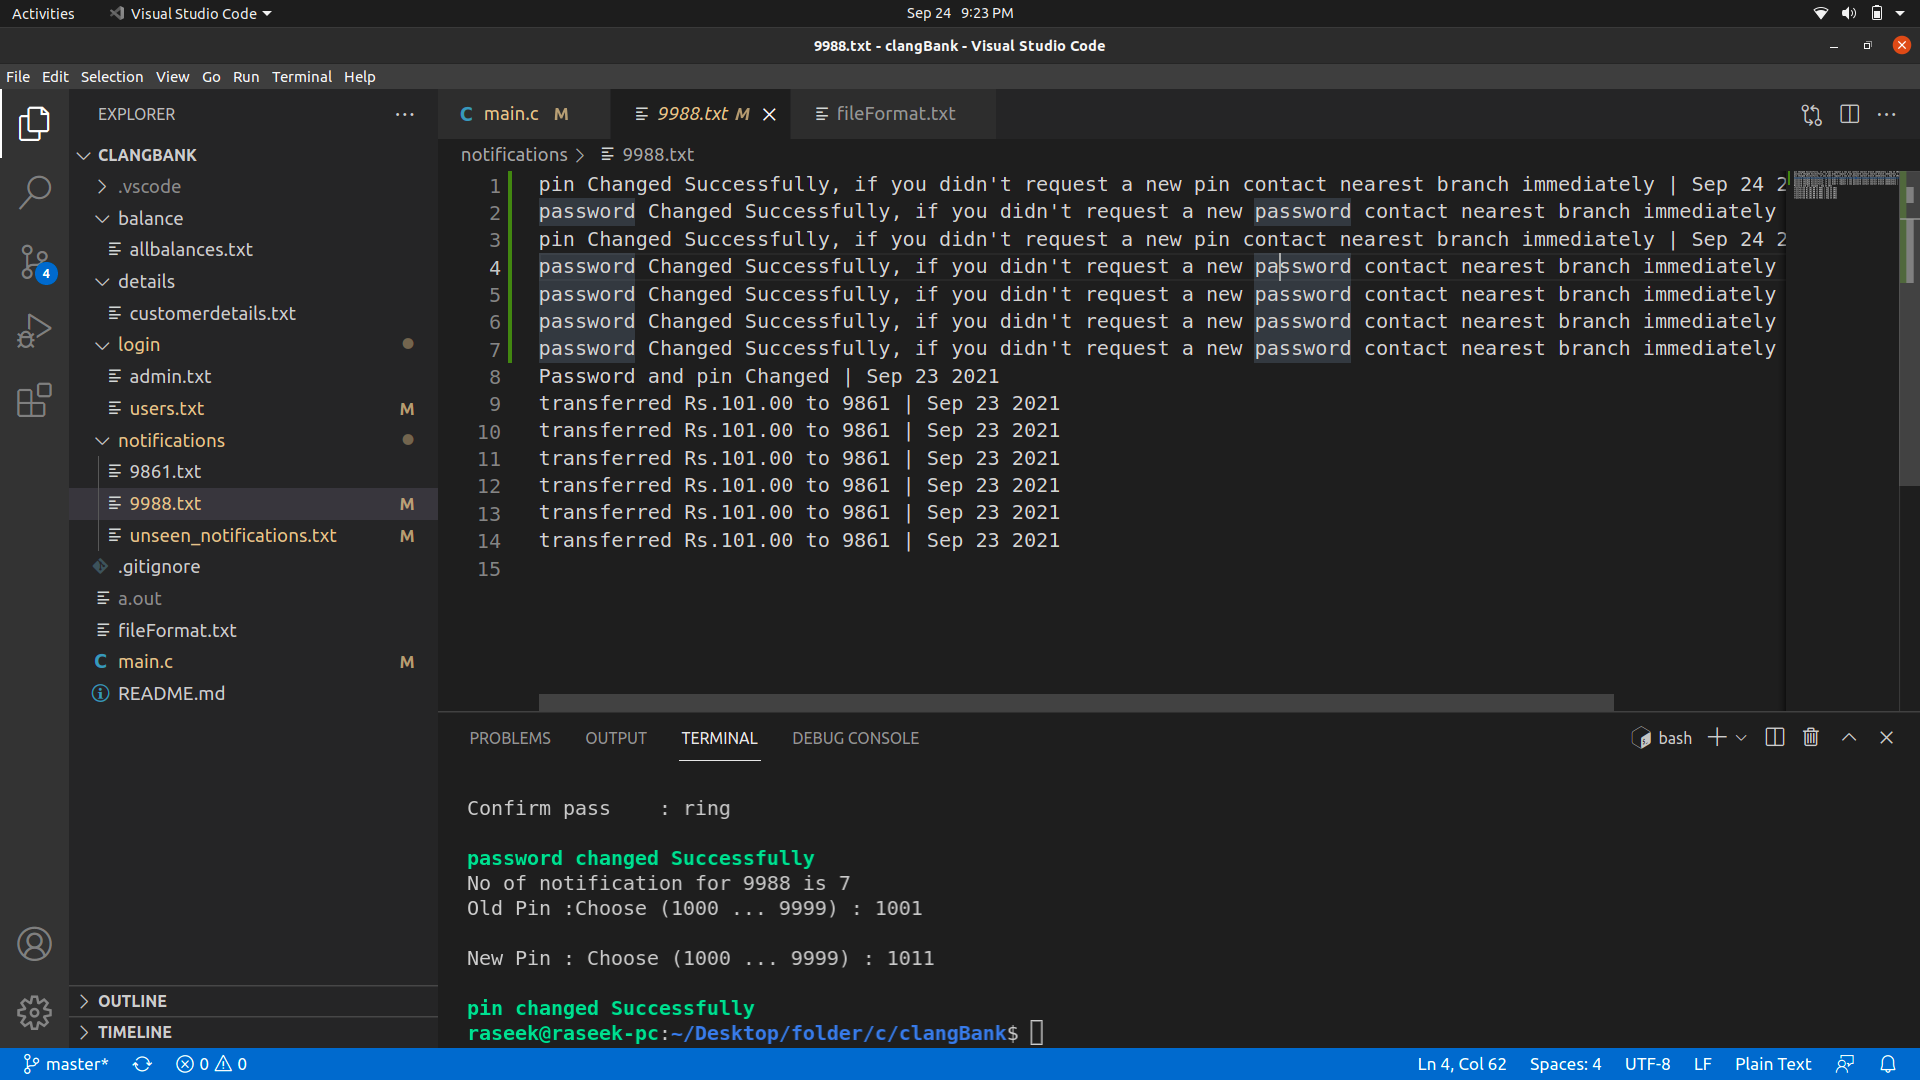 Activities Visual Studio Code Sep 24 9:23 PM
9988.txt - clangBank - Visual Studio Code
File Edit Selection View Go Run Terminal Help
EXPLORER
CLANGBANK
.vscode
balance
allbalances.txt
details
customerdetails.txt
login
admin.txt
users.txt M
notifications
9861.txt
9988.txt M
unseen_notifications.txt M
.gitignore
a.out
fileFormat.txt
main.c M
README.md
OUTLINE
TIMELINE
4
main.c M 9988.txt M fileFormat.txt
notifications > 9988.txt
1 pin Changed Successfully, if you didn't request a new pin contact nearest branch immediately | Sep 24 2
2 password Changed Successfully, if you didn't request a new password contact nearest branch immediately
3 pin Changed Successfully, if you didn't request a new pin contact nearest branch immediately | Sep 24 2
4 password Changed Successfully, if you didn't request a new password contact nearest branch immediately
5 password Changed Successfully, if you didn't request a new password contact nearest branch immediately
6 password Changed Successfully, if you didn't request a new password contact nearest branch immediately
7 password Changed Successfully, if you didn't request a new password contact nearest branch immediately
8 Password and pin Changed | Sep 23 2021
9 transferred Rs.101.00 to 9861 | Sep 23 2021
10 transferred Rs.101.00 to 9861 | Sep 23 2021
11 transferred Rs.101.00 to 9861 | Sep 23 2021
12 transferred Rs.101.00 to 9861 | Sep 23 2021
13 transferred Rs.101.00 to 9861 | Sep 23 2021
14 transferred Rs.101.00 to 9861 | Sep 23 2021
15
PROBLEMS OUTPUT TERMINAL DEBUG CONSOLE bash
Confirm pass    : ring
password changed Successfully
No of notification for 9988 is 7
Old Pin :Choose (1000 ... 9999) : 1001
New Pin : Choose (1000 ... 9999) : 1011
pin changed Successfully
raseek@raseek-pc:~/Desktop/folder/c/clangBank$
master* 0 0 Ln 4, Col 62 Spaces: 4 UTF-8 LF Plain Text